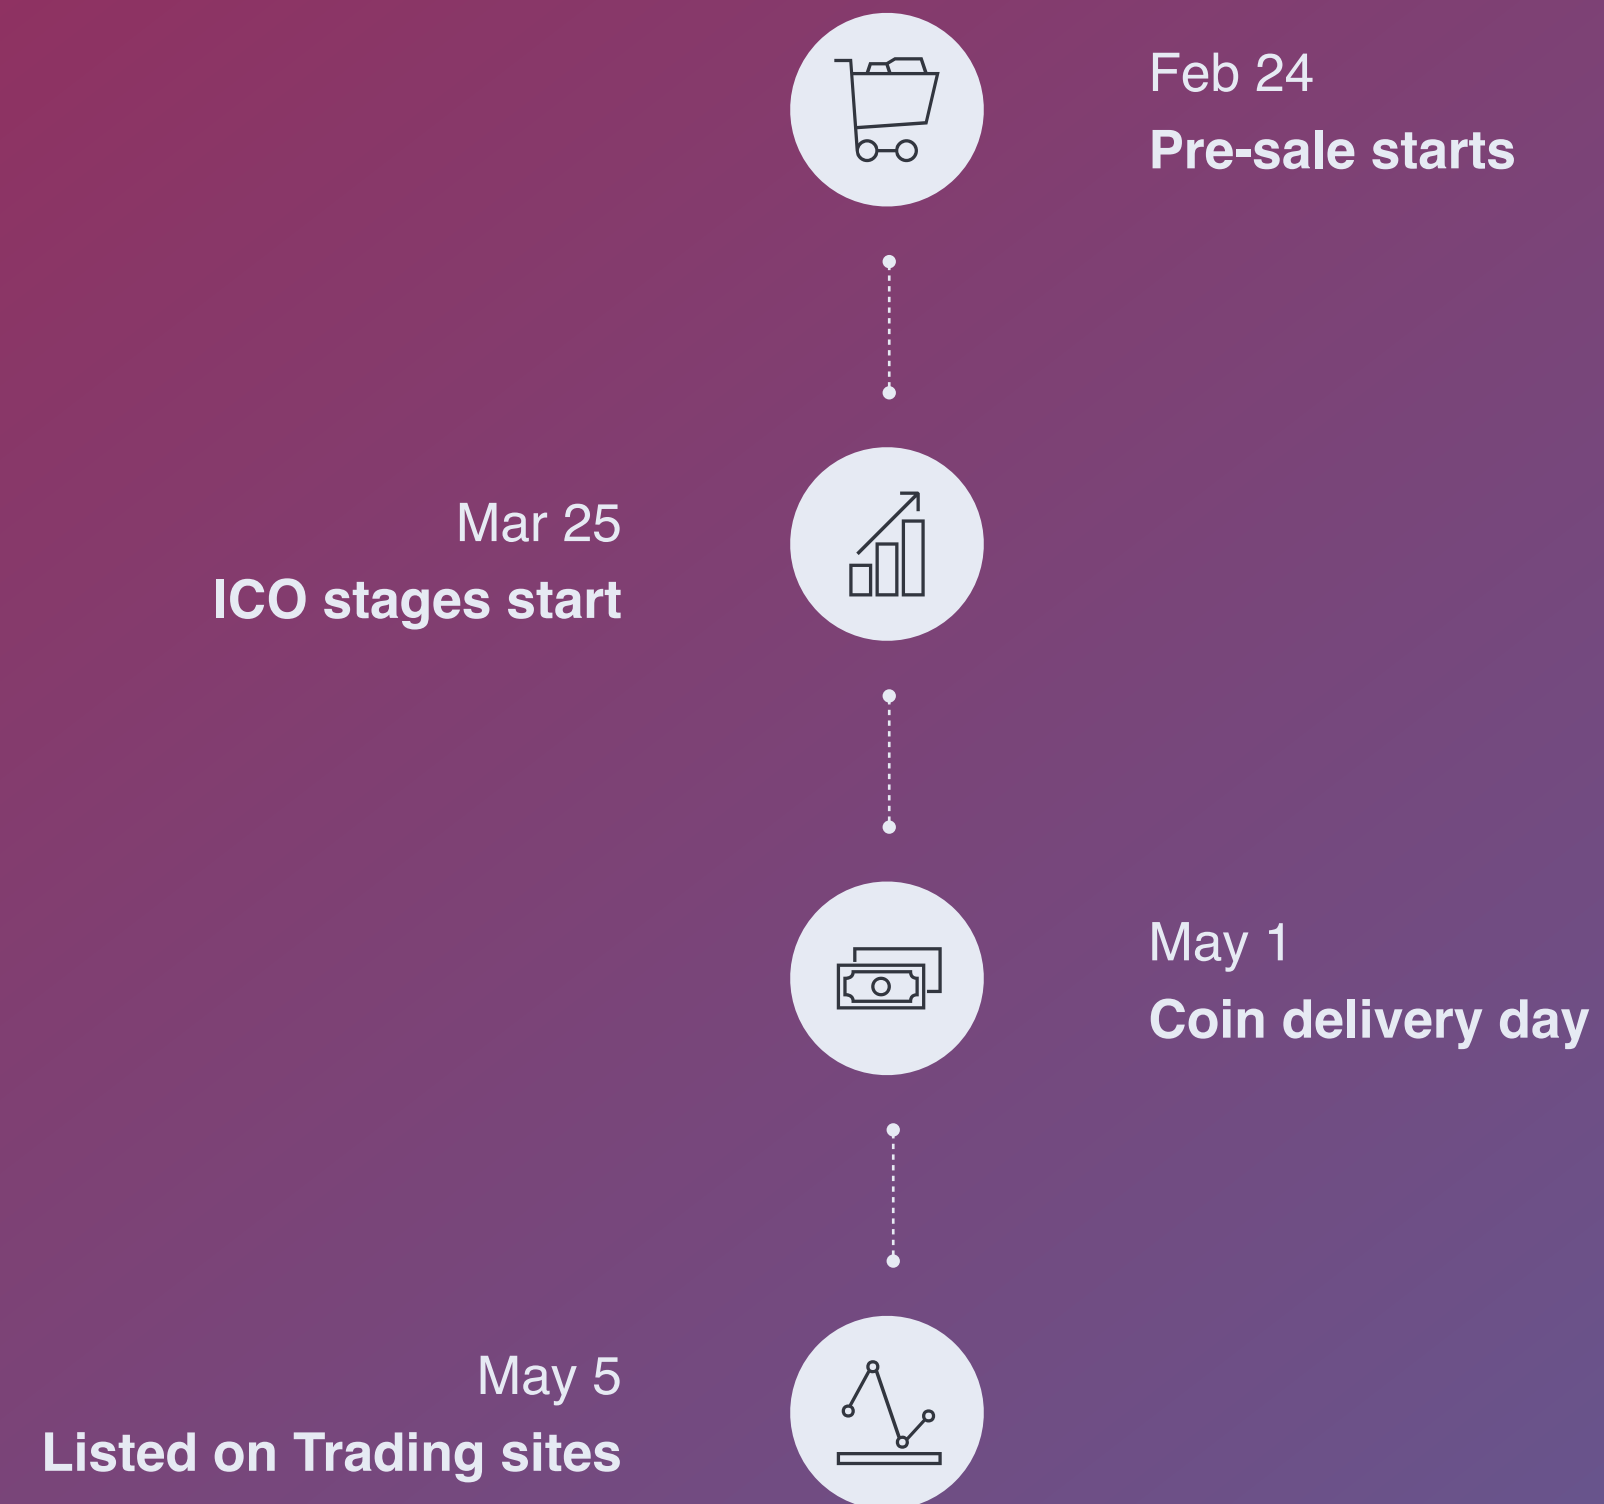 Feb 24
Pre-sale starts
Mar 25
ICO stages start
May 1
Coin delivery day
May 5
Listed on Trading sites